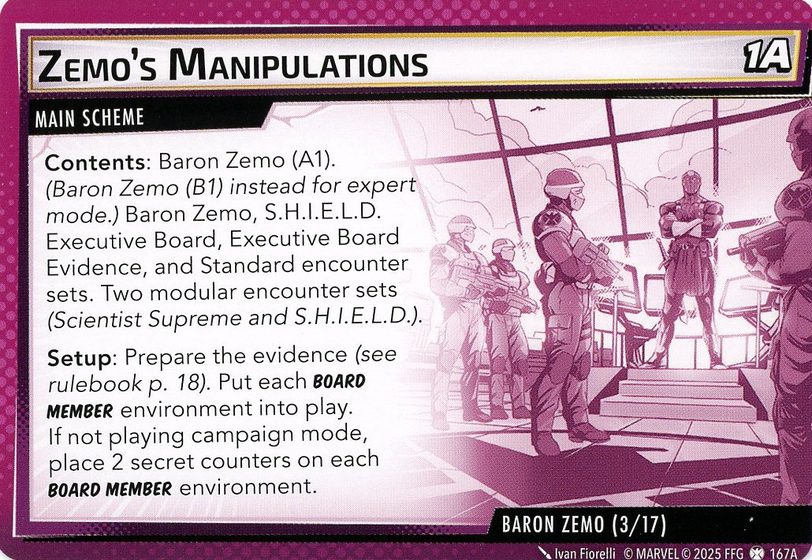 ZEMO'S MANIPULATIONS
1A
MAIN SCHEME
Contents: Baron Zemo (A1).
(Baron Zemo (B1) instead for expert
mode.) Baron Zemo, S.H.I.E.L.D.
Executive Board, Executive Board
Evidence, and Standard encounter
sets. Two modular encounter sets
(Scientist Supreme and S.H.I.E.L.D.).
Setup: Prepare the evidence (see
rulebook p. 18). Put each BOARD
MEMBER environment into play.
If not playing campaign mode,
place 2 secret counters on each
BOARD MEMBER environment.
BARON ZEMO (3/17)
Ivan Fiorelli © MARVEL © 2025 FFG 167A